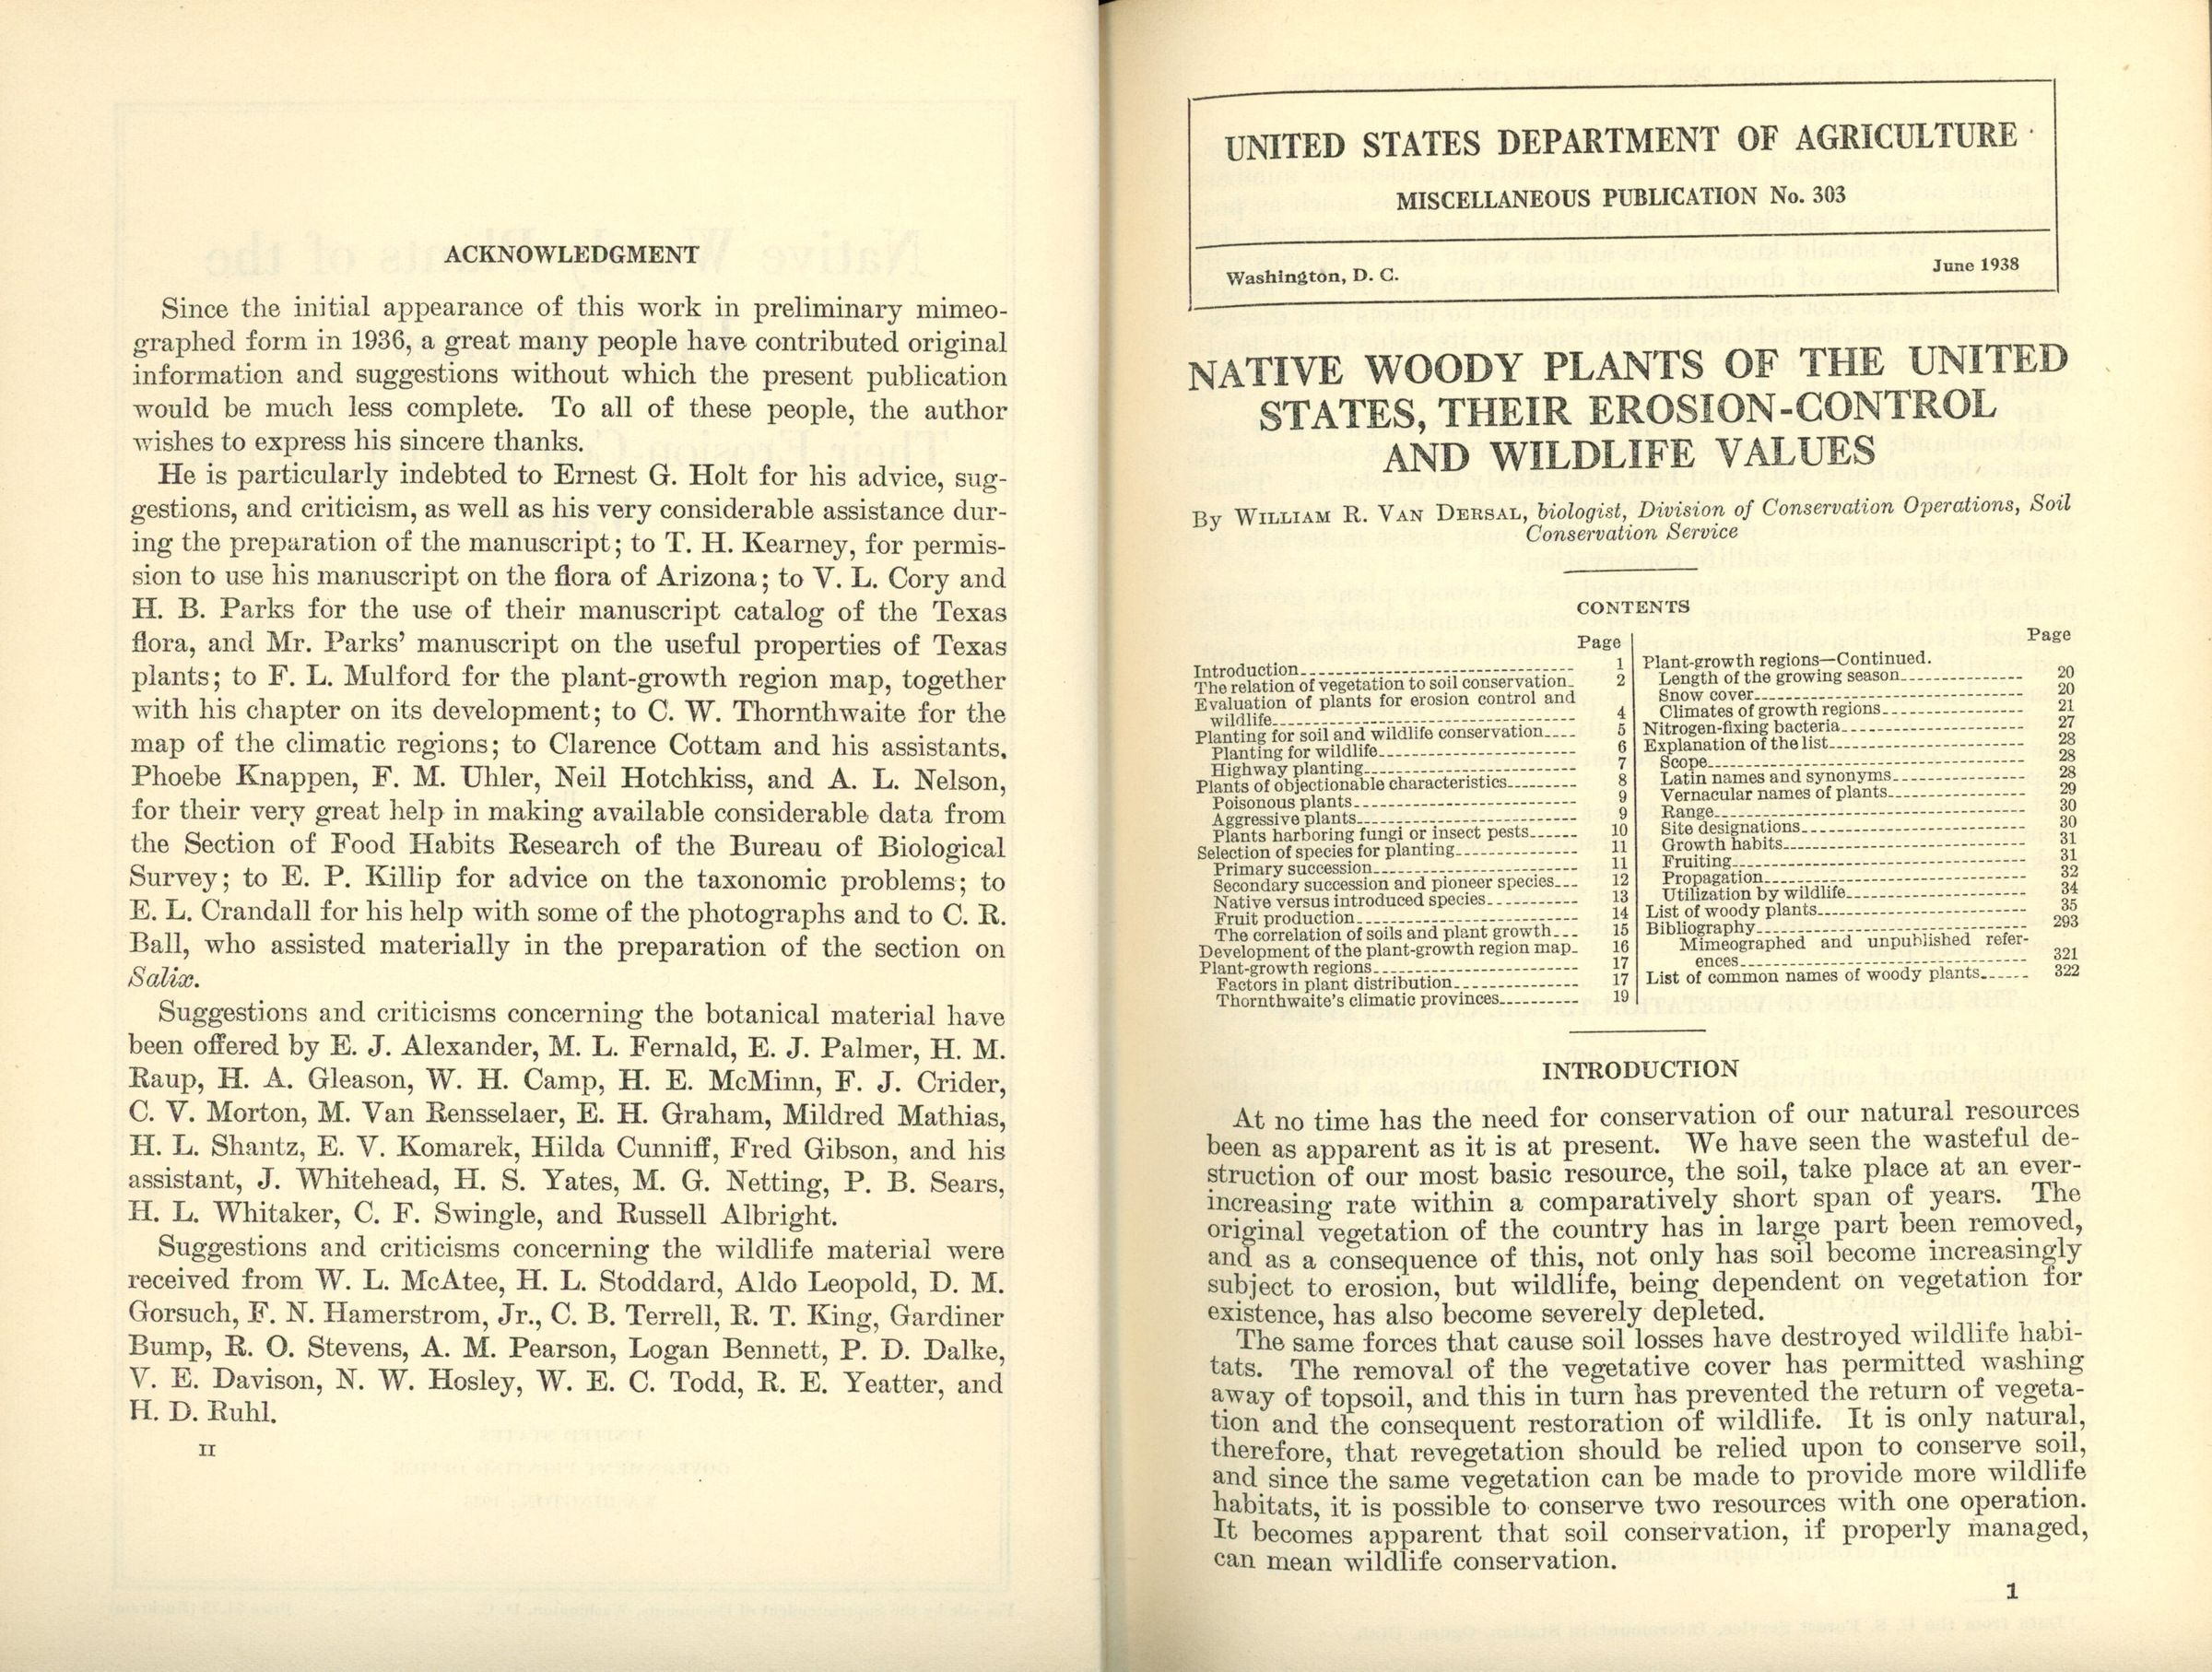 ACKNOWLEDGMENT
Since the initial appearance of this work in preliminary mimeo-
graphed form in 1936, a great many people have contributed original
information and suggestions without which the present publication
would be much less complete. To all of these people, the author
wishes to express his sincere thanks.
He is particularly indebted to Ernest G. Holt for his advice, sug-
gestions, and criticism, as well as his very considerable assistance dur-
ing the preparation of the manuscript; to T. H. Kearney, for permis-
sion to use his manuscript on the flora of Arizona; to V. L. Cory and
H. B. Parks for the use of their manuscript catalog of the Texas
flora, and Mr. Parks' manuscript on the useful properties of Texas
plants; to F. L. Mulford for the plant-growth region map, together
with his chapter on its development; to C. W. Thornthwaite for the
map of the climatic regions; to Clarence Cottam and his assistants,
Phoebe Knappen, F. M. Uhler, Neil Hotchkiss, and A. L. Nelson,
for their very great help in making available considerable data from
the Section of Food Habits Research of the Bureau of Biological
Survey; to E. P. Killip for advice on the taxonomic problems; to
E. L. Crandall for his help with some of the photographs and to C. R.
Ball, who assisted materially in the preparation of the section on
Salix.
Suggestions and criticisms concerning the botanical material have
been offered by E. J. Alexander, M. L. Fernald, E. J. Palmer, H. M.
Raup, H. A. Gleason, W. H. Camp, H. E. McMinn, F. J. Crider,
C. V. Morton, M. Van Rensselaer, E. H. Graham, Mildred Mathias,
H. L. Shantz, E. V. Komarek, Hilda Cunniff, Fred Gibson, and his
assistant, J. Whitehead, H. S. Yates, M. G. Netting, P. B. Sears,
H. L. Whitaker, C. F. Swingle, and Russell Albright.
Suggestions and criticisms concerning the wildlife material were
received from W. L. McAtee, H. L. Stoddard, Aldo Leopold, D. M.
Gorsuch, F. N. Hamerstrom, Jr., C. B. Terrell, R. T. King, Gardiner
Bump, R. O. Stevens, A. M. Pearson, Logan Bennett, P. D. Dalke,
V. E. Davison, N. W. Hosley, W. E. C. Todd, R. E. Yeatter, and
H. D. Ruhl.
II
UNITED STATES DEPARTMENT OF AGRICULTURE
MISCELLANEOUS PUBLICATION No. 303
Washington, D. C. June 1938
NATIVE WOODY PLANTS OF THE UNITED
STATES, THEIR EROSION-CONTROL
AND WILDLIFE VALUES
By WILLIAM R. VAN DERSAL, biologist, Division of Conservation Operations, Soil
Conservation Service
CONTENTS
Page
Introduction 1
The relation of vegetation to soil conservation 2
Evaluation of plants for erosion control and
wildlife 4
Planting for soil and wildlife conservation 5
Planting for wildlife 6
Highway planting 7
Plants of objectionable characteristics 8
Poisonous plants 9
Aggressive plants 9
Plants harboring fungi or insect pests 10
Selection of species for planting 11
Primary succession 11
Secondary succession and pioneer species 12
Native versus introduced species 13
Fruit production 14
The correlation of soils and plant growth 15
Development of the plant-growth region map 16
Plant-growth regions 17
Factors in plant distribution 17
Thornthwaite's climatic provinces 19
Page
Plant-growth regions—Continued.
Length of the growing season 20
Snow cover 20
Climates of growth regions 21
Nitrogen-fixing bacteria 27
Explanation of the list 28
Scope 28
Latin names and synonyms 28
Vernacular names of plants 29
Range 30
Site designations 30
Growth habits 31
Fruiting 31
Propagation 32
Utilization by wildlife 34
List of woody plants 35
Bibliography 293
Mimeographed and unpublished refer-
ences 321
List of common names of woody plants 322
INTRODUCTION
At no time has the need for conservation of our natural resources
been as apparent as it is at present. We have seen the wasteful de-
struction of our most basic resource, the soil, take place at an ever-
increasing rate within a comparatively short span of years. The
original vegetation of the country has in large part been removed,
and as a consequence of this, not only has soil become increasingly
subject to erosion, but wildlife, being dependent on vegetation for
existence, has also become severely depleted.
The same forces that cause soil losses have destroyed wildlife habi-
tats. The removal of the vegetative cover has permitted washing
away of topsoil, and this in turn has prevented the return of vegeta-
tion and the consequent restoration of wildlife. It is only natural,
therefore, that revegetation should be relied upon to conserve soil,
and since the same vegetation can be made to provide more wildlife
habitats, it is possible to conserve two resources with one operation.
It becomes apparent that soil conservation, if properly managed,
can mean wildlife conservation.
1